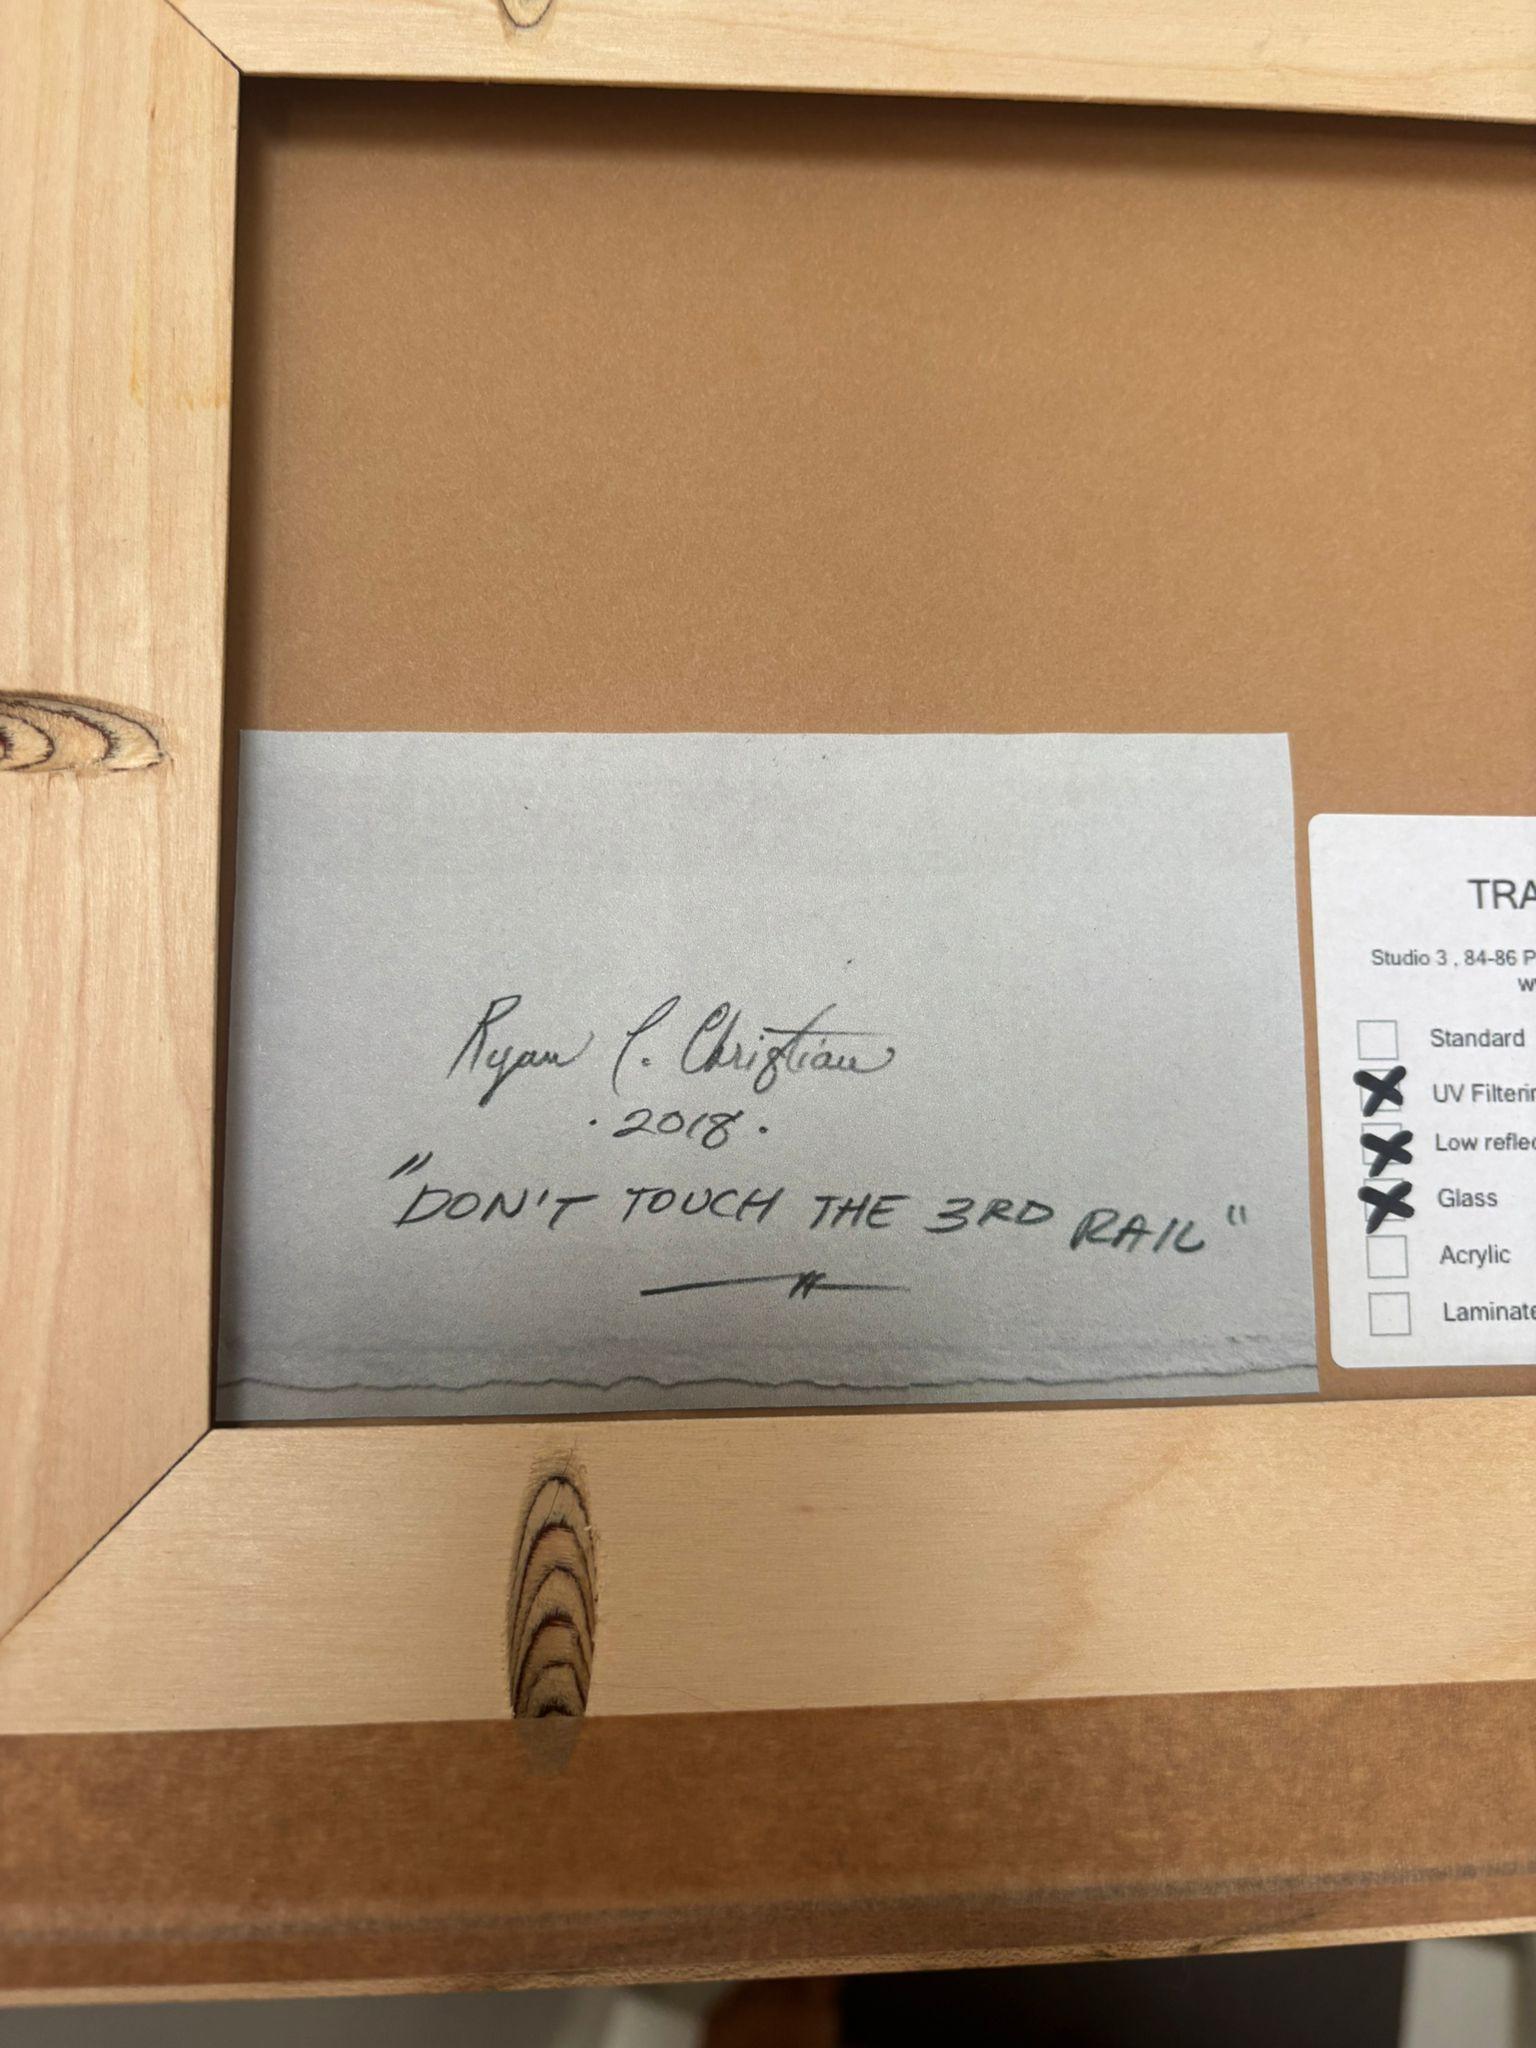 Ryan T. Christian
· 2018 ·
"DON'T TOUCH THE 3RD RAIL"
TRA
Studio 3 , 84-86 P
w
Standard
UV Filterin
Low reflec
Glass
Acrylic
Laminate